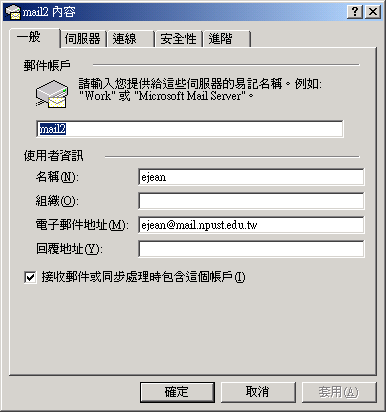 mail2 內容
一般 伺服器 連線 安全性 進階
郵件帳戶
請輸入您提供給這些伺服器的易記名稱。例如:
"Work" 或 "Microsoft Mail Server"。
mail2
使用者資訊
名稱(N): ejean
組織(O):
電子郵件地址(M): ejean@mail.npust.edu.tw
回覆地址(Y):
接收郵件或同步處理時包含這個帳戶(I)
確定 取消 套用(A)